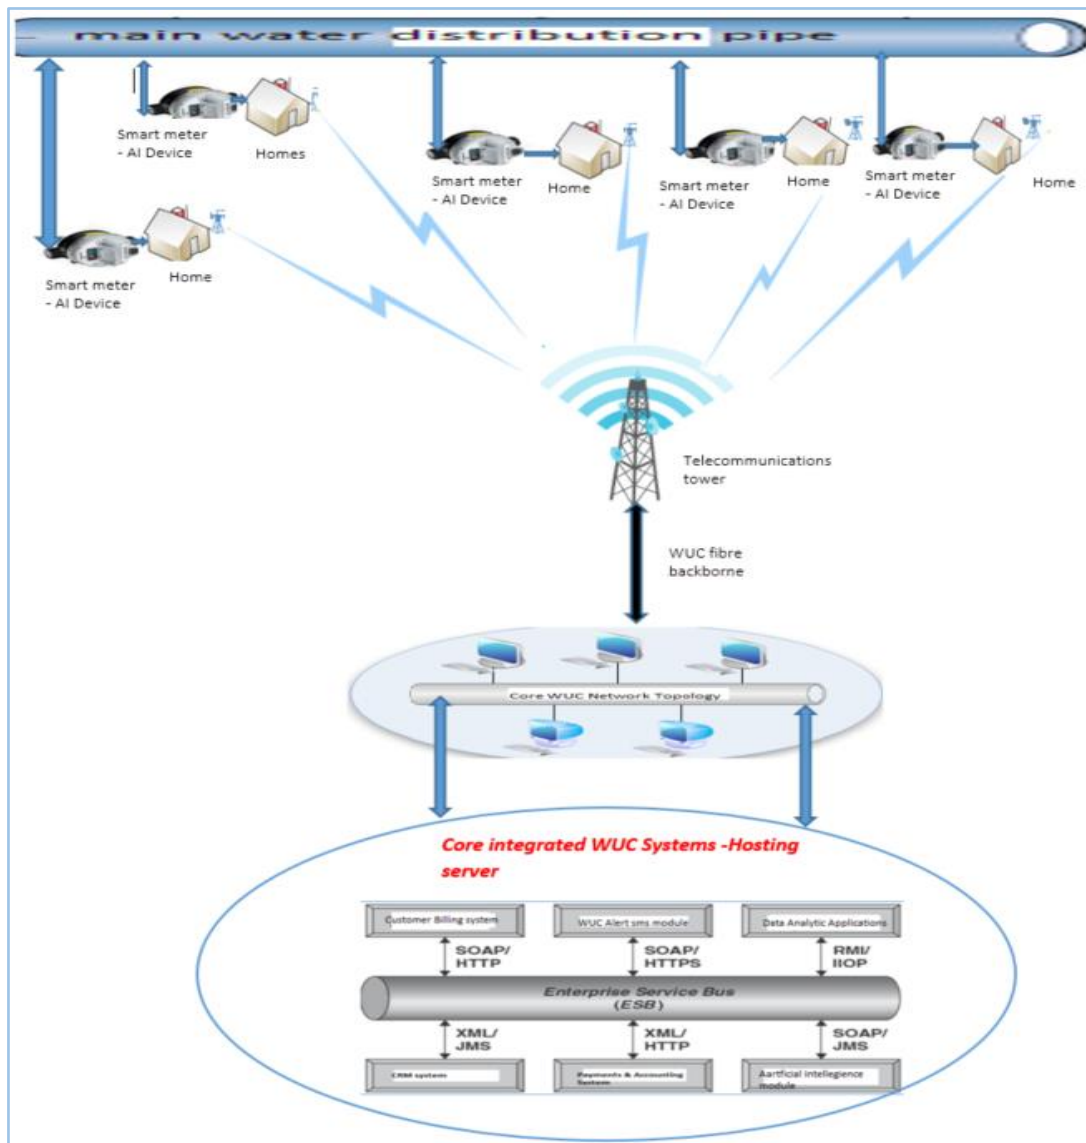 main water distribution pipe
Smart meter
- AI Device
Homes
Smart meter
- AI Device
Home
Smart meter
- AI Device
Home
Smart meter
- AI Device
Home
Smart meter
- AI Device
Home
Telecommunications
tower
WUC fibre
backborne
Core WUC Network Topology
Core integrated WUC Systems -Hosting
server
Customer Billing system
WUC Alert sms module
Data Analytic Applications
SOAP/
HTTP
SOAP/
HTTPS
RMI/
IIOP
Enterprise Service Bus
(ESB)
XML/
JMS
XML/
HTTP
SOAP/
JMS
CRM system
Payments & Accounting
System
Aartficial Intellegience
module